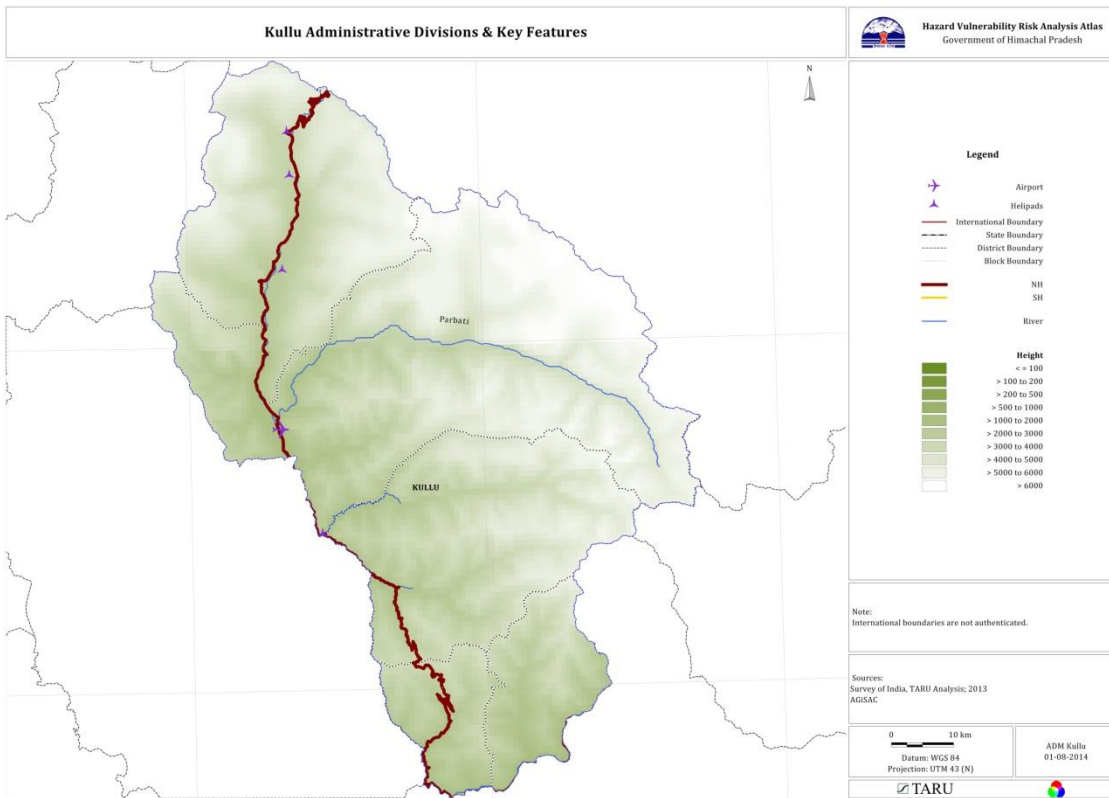 Kullu Administrative Divisions & Key Features
Hazard Vulnerability Risk Analysis Atlas
Government of Himachal Pradesh
N
Parbati
KULLU
Legend
Airport
Helipads
International Boundary
State Boundary
District Boundary
Block Boundary
NH
SH
River
Height
< = 100
> 100 to 200
> 200 to 500
> 500 to 1000
> 1000 to 2000
> 2000 to 3000
> 3000 to 4000
> 4000 to 5000
> 5000 to 6000
> 6000
Note:
International boundaries are not authenticated.
Sources:
Survey of India, TARU Analysis; 2013
AGiSAC
0 10 km
Datum: WGS 84
Projection: UTM 43 (N)
ADM Kullu
01-08-2014
TARU